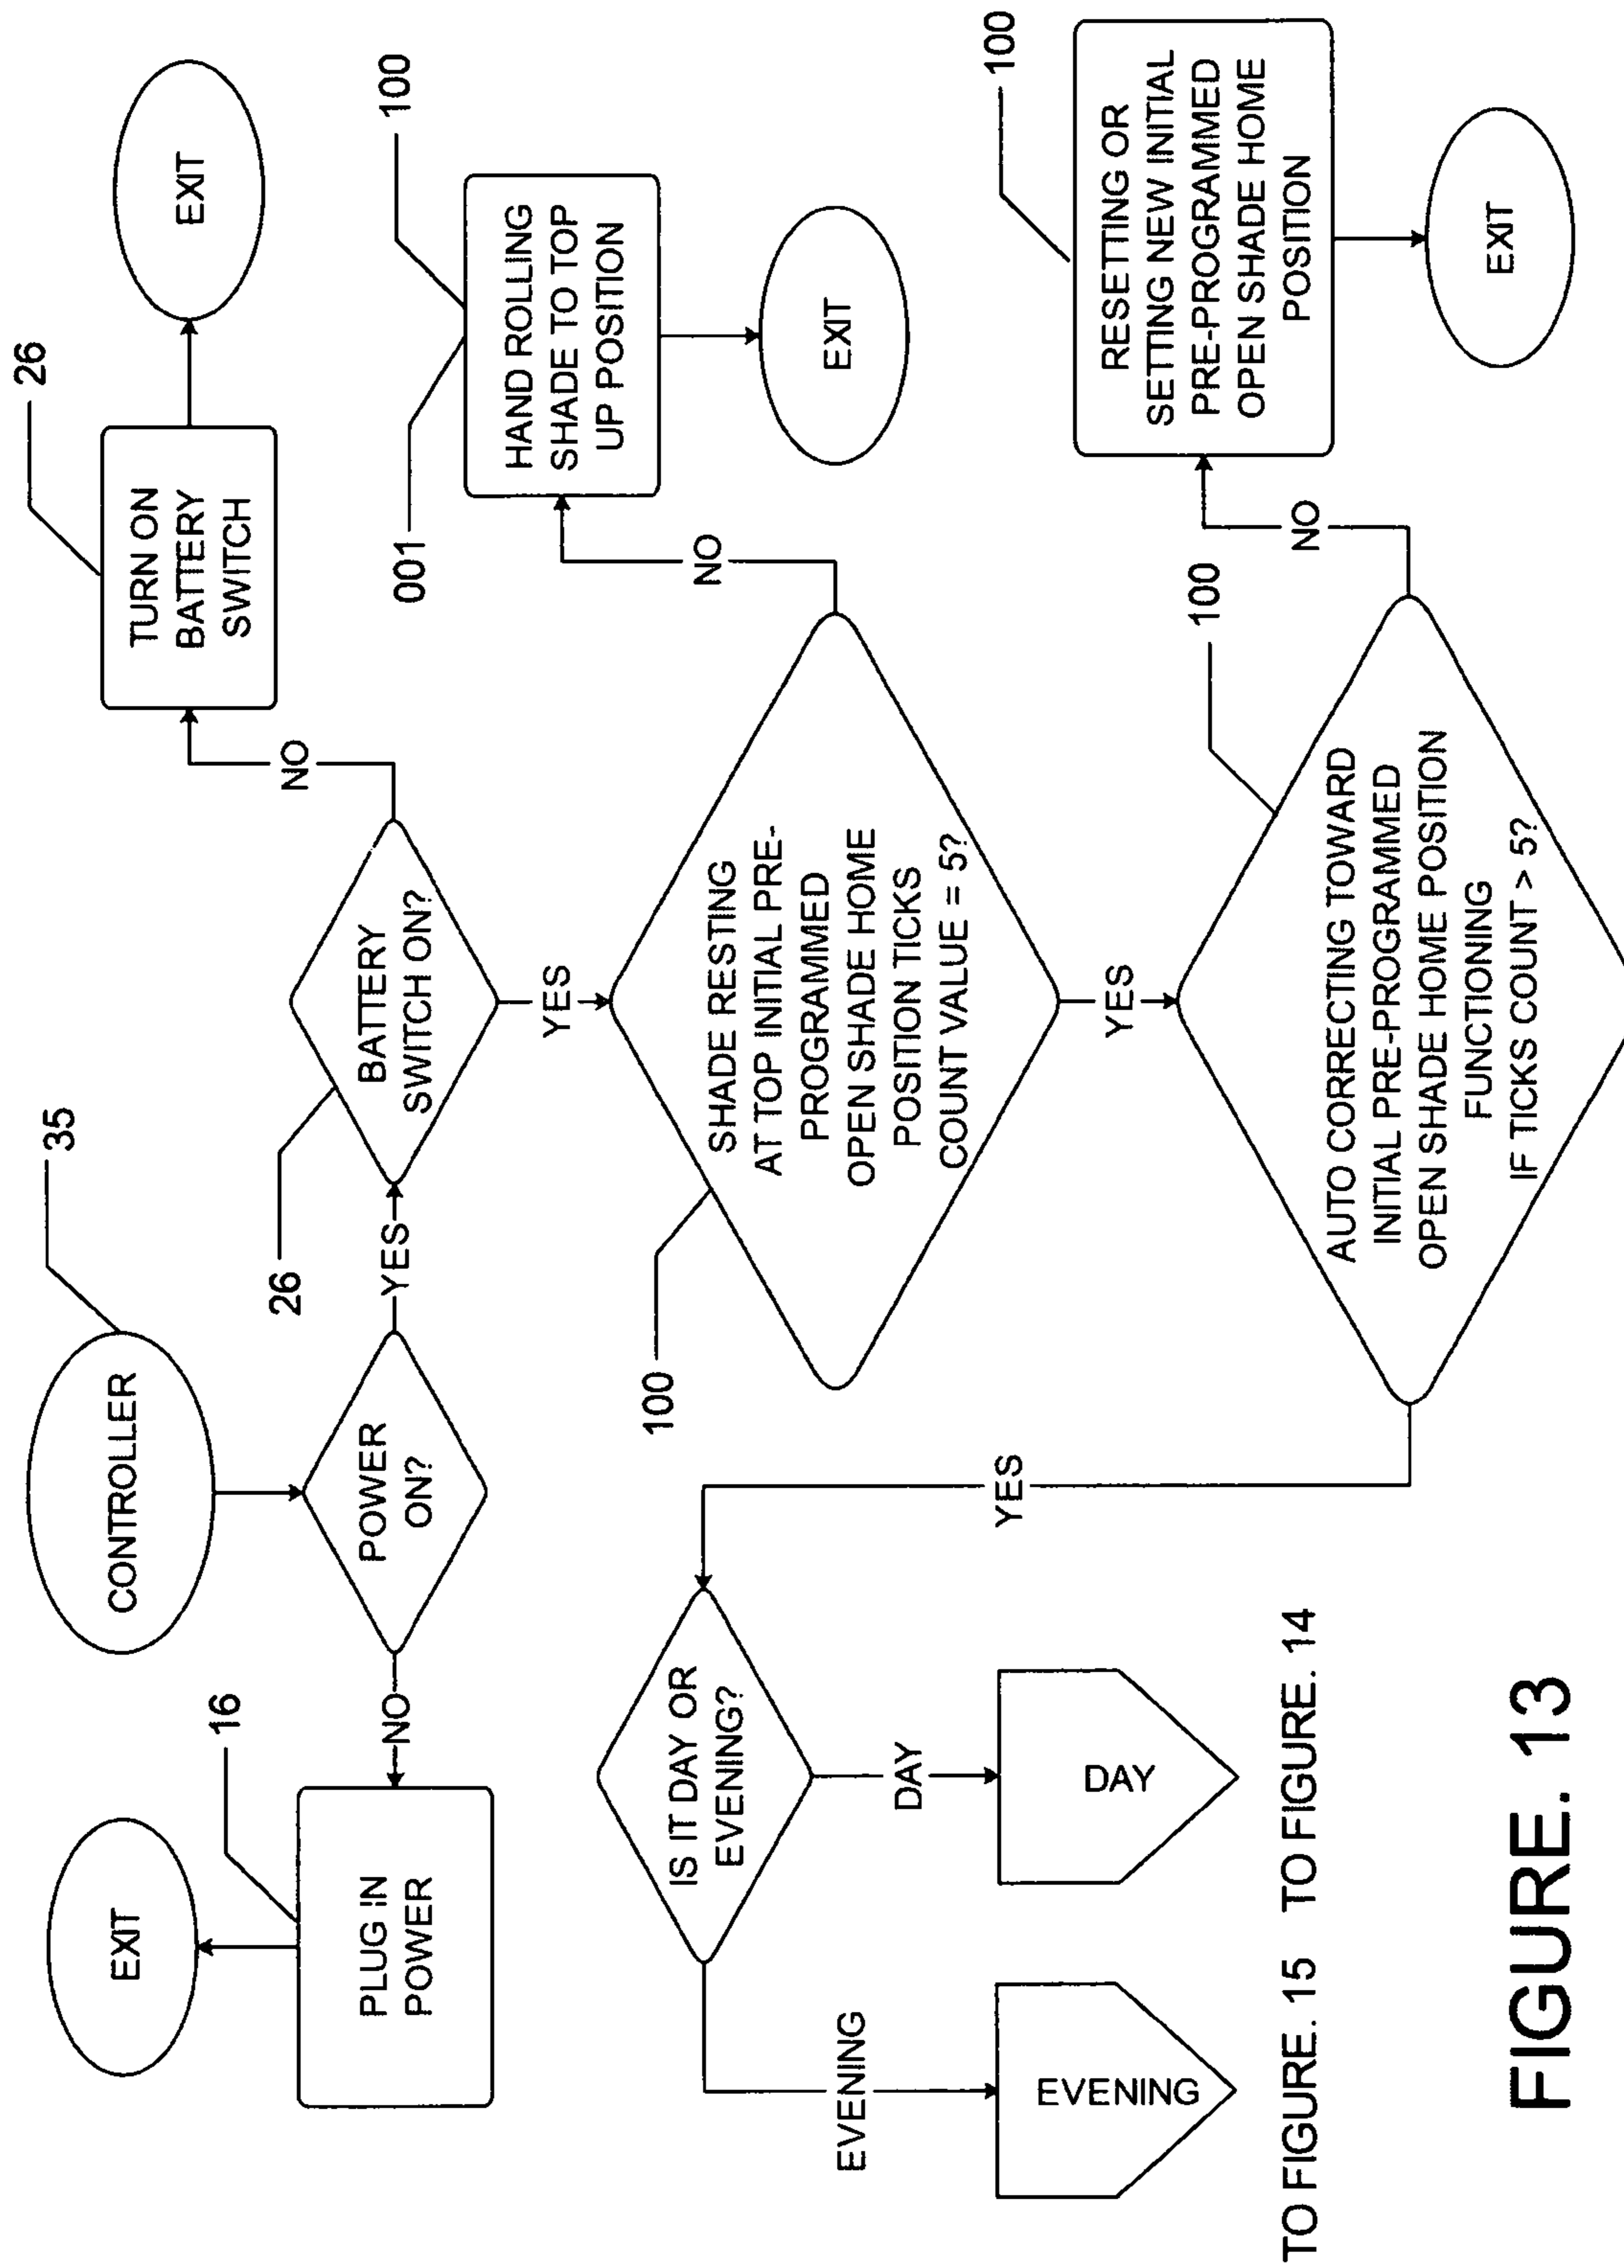 35
CONTROLLER
POWER
ON?
NO
16
PLUG IN
POWER
EXIT
YES
26
BATTERY
SWITCH ON?
NO
26
TURN ON
BATTERY
SWITCH
EXIT
YES
100
SHADE RESTING
AT TOP INITIAL PRE-
PROGRAMMED
OPEN SHADE HOME
POSITION TICKS
COUNT VALUE = 5?
NO
001
100
HAND ROLLING
SHADE TO TOP
UP POSITION
EXIT
YES
100
AUTO CORRECTING TOWARD
INITIAL PRE-PROGRAMMED
OPEN SHADE HOME POSITION
FUNCTIONING
IF TICKS COUNT > 5?
NO
100
RESETTING OR
SETTING NEW INITIAL
PRE-PROGRAMMED
OPEN SHADE HOME
POSITION
EXIT
YES
IS IT DAY OR
EVENING?
EVENING
DAY
EVENING
DAY
TO FIGURE. 15
TO FIGURE. 14
FIGURE. 13